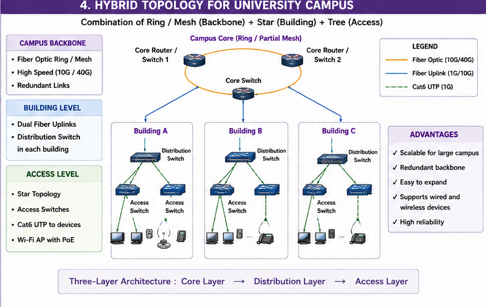 4. HYBRID TOPOLOGY FOR UNIVERSITY CAMPUS
Combination of Ring / Mesh (Backbone) + Star (Building) + Tree (Access)
CAMPUS BACKBONE
• Fiber Optic Ring / Mesh
• High Speed (10G / 40G)
• Redundant Links
BUILDING LEVEL
• Dual Fiber Uplinks
• Distribution Switch
in each building
ACCESS LEVEL
• Star Topology
• Access Switches
• Cat6 UTP to devices
• Wi-Fi AP with PoE
Campus Core (Ring / Partial Mesh)
Core Router /
Switch 1
Core Router /
Switch 2
Core Switch
Building A
Distribution
Switch
Access
Switch
Building B
Distribution
Switch
Access
Switch
Building C
Distribution
Switch
Access
Switch
LEGEND
Fiber Optic (10G/40G)
Fiber Uplink (1G/10G)
Cat6 UTP (1G)
ADVANTAGES
✓ Scalable for large campus
✓ Redundant backbone
✓ Easy to expand
✓ Supports wired and
wireless devices
✓ High reliability
Three-Layer Architecture : Core Layer → Distribution Layer → Access Layer